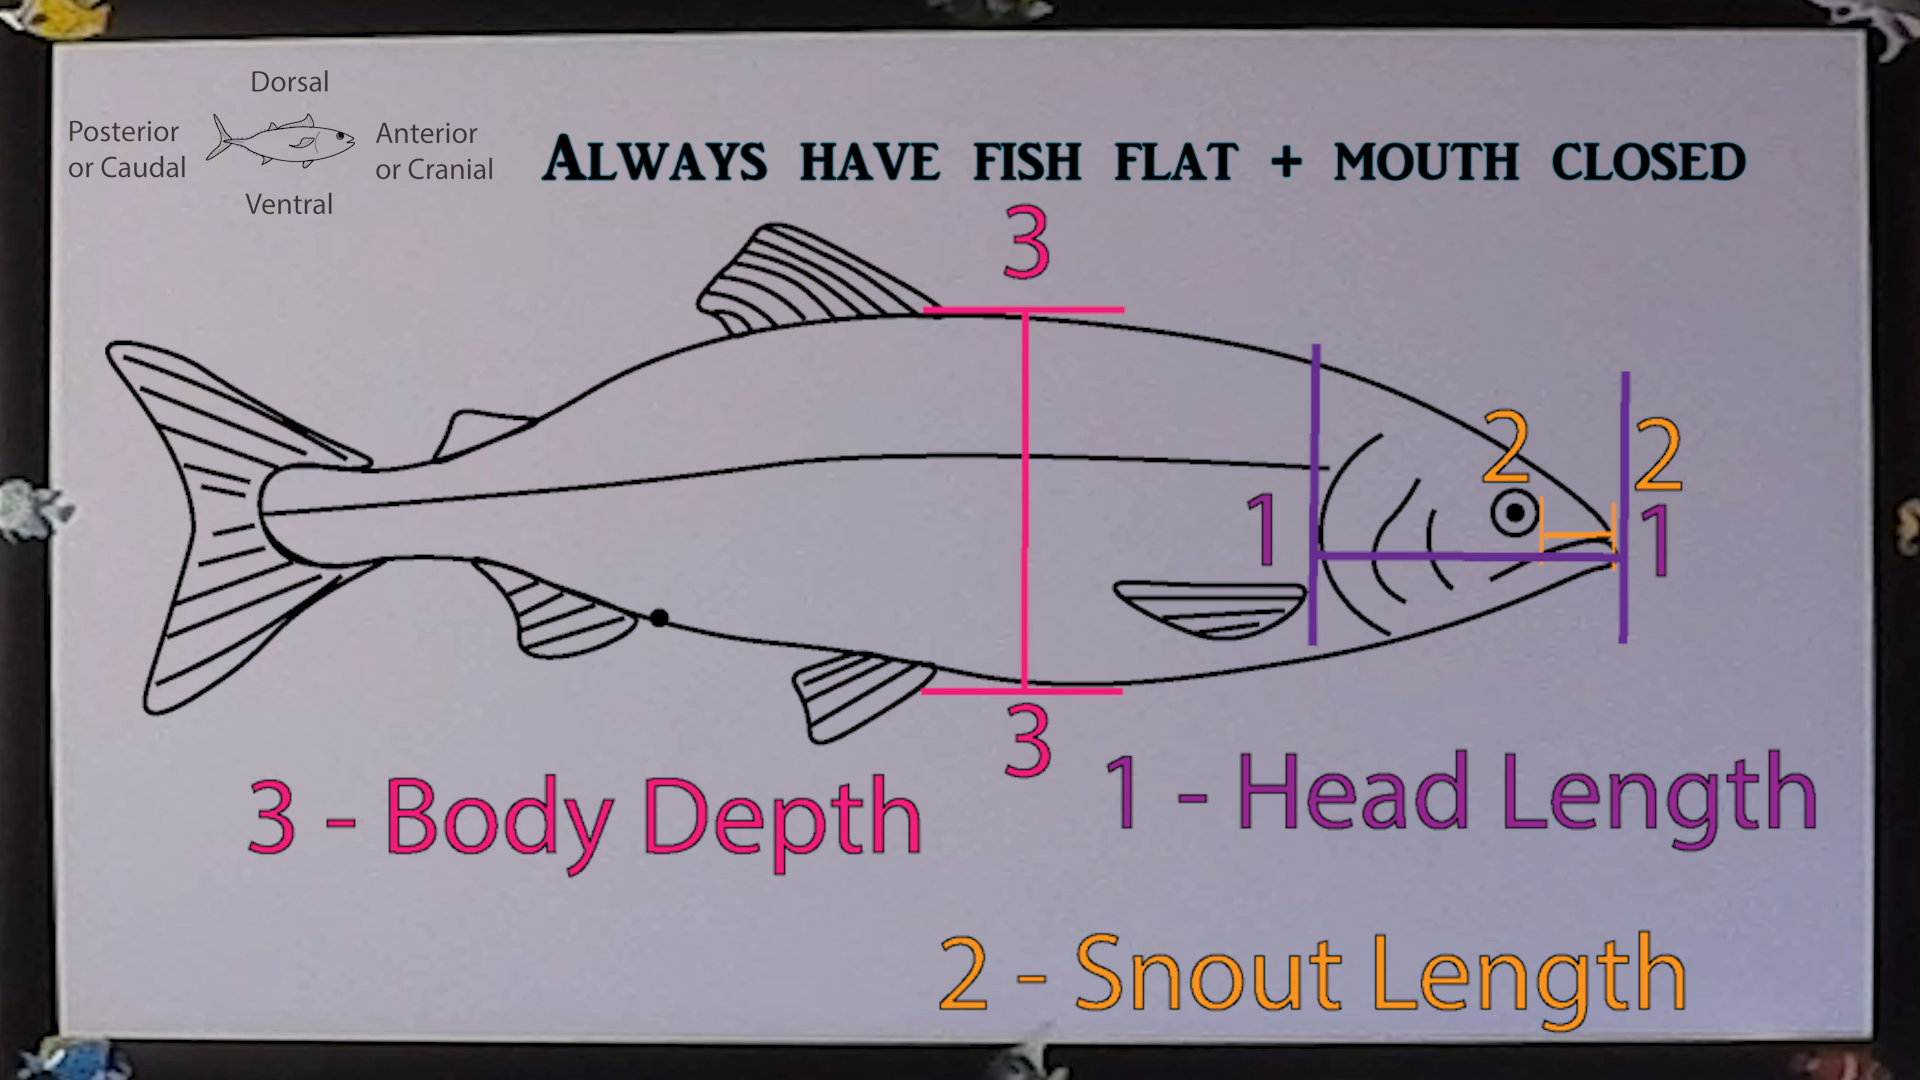 Dorsal
Posterior
or Caudal
Anterior
or Cranial
Ventral
ALWAYS HAVE FISH FLAT + MOUTH CLOSED
3
2
2
1
1
3
3 - Body Depth
1 - Head Length
2 - Snout Length